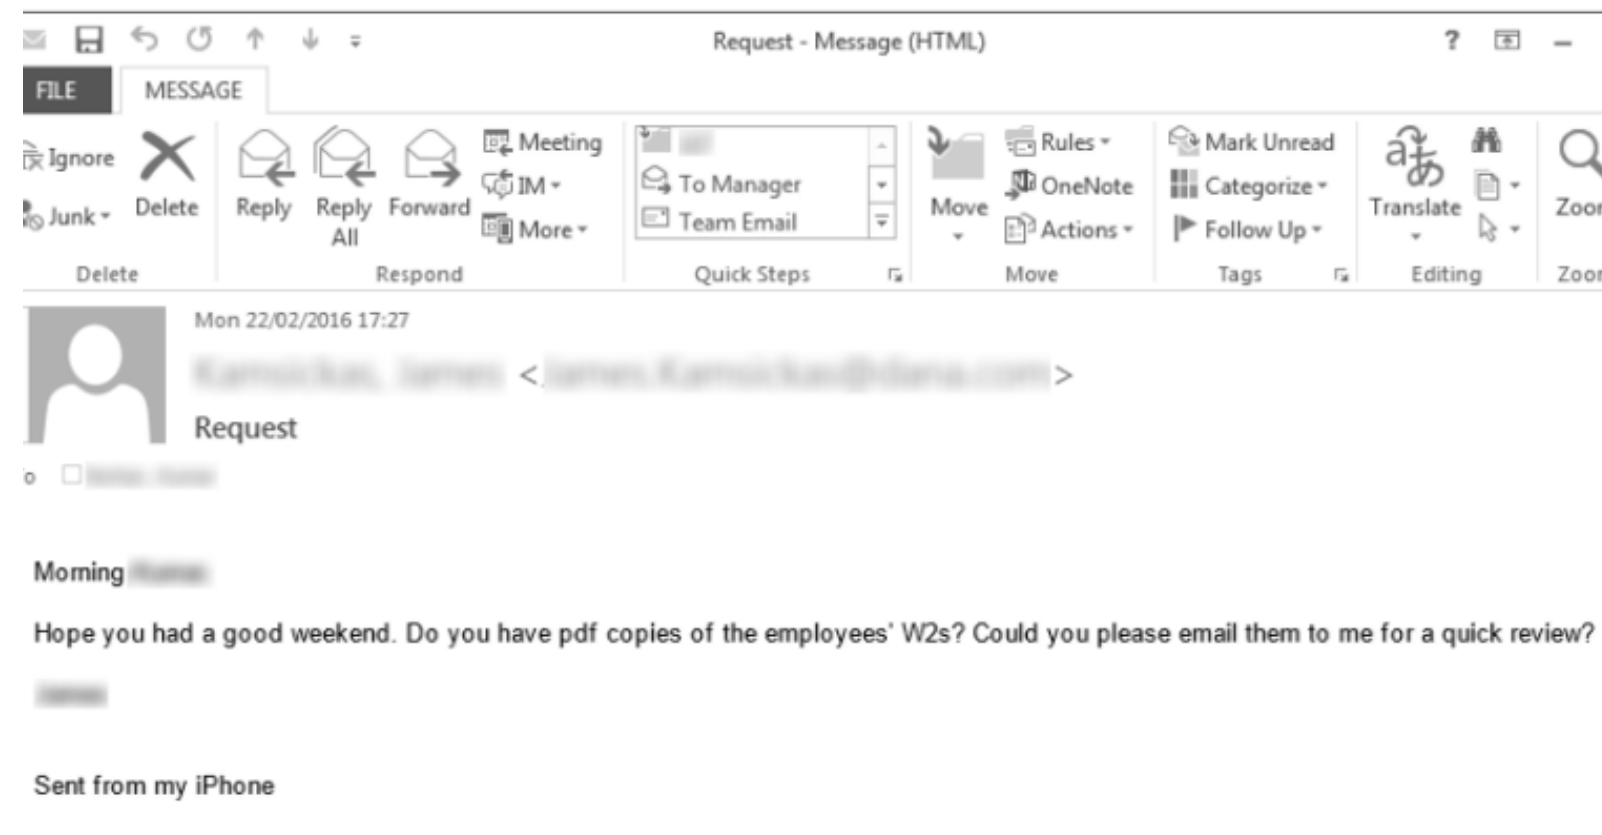 Request - Message (HTML)
?
FILE MESSAGE
Ignore
Junk
Delete
Reply
Reply All
Forward
Meeting
IM
More
To Manager
Team Email
Move
Rules
OneNote
Actions
Mark Unread
Categorize
Follow Up
Translate
Zoo
Delete Respond Quick Steps Move Tags Editing Zoo
Mon 22/02/2016 17:27
< >
Request
Morning
Hope you had a good weekend. Do you have pdf copies of the employees' W2s? Could you please email them to me for a quick review?
Sent from my iPhone